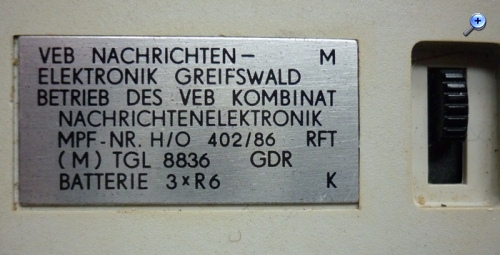 VEB NACHRICHTEN- M
ELEKTRONIK GREIFSWALD
BETRIEB DES VEB KOMBINAT
NACHRICHTENELEKTRONIK
MPF-NR. H/O 402/86 RFT
(M) TGL 8836 GDR
BATTERIE 3×R6 K